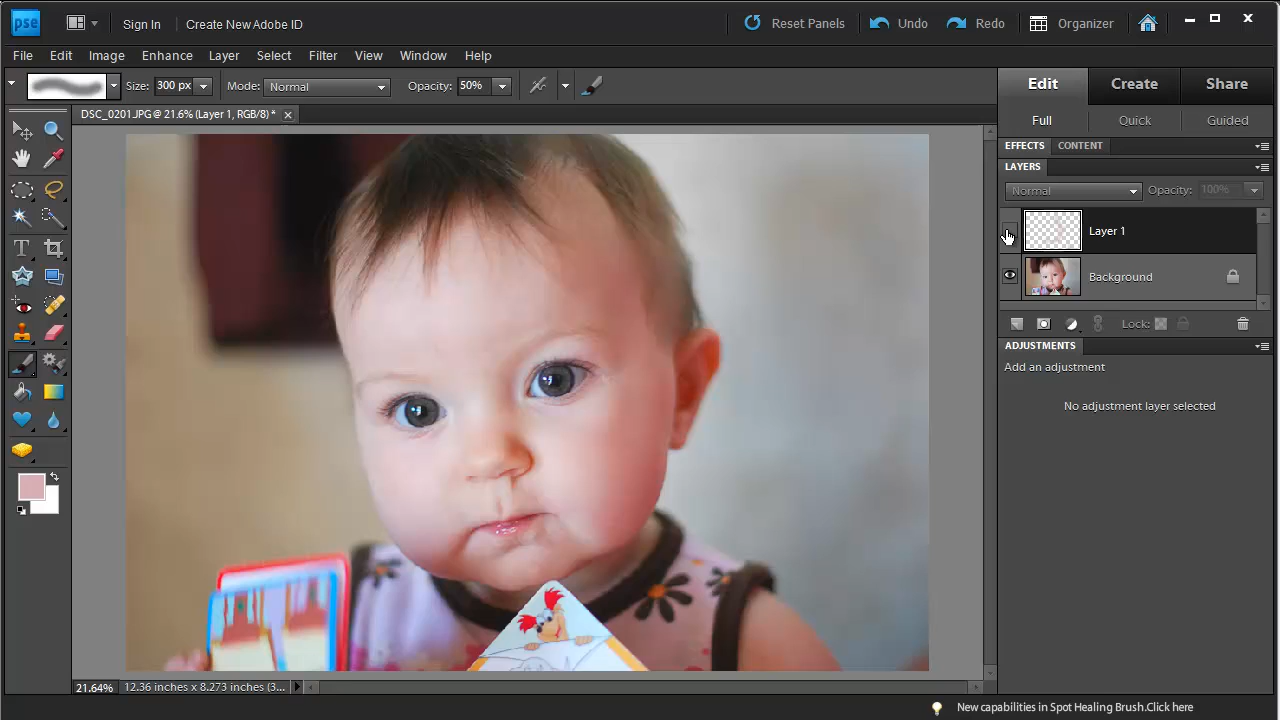 pse Sign In Create New Adobe ID Reset Panels Undo Redo Organizer
File Edit Image Enhance Layer Select Filter View Window Help
Size: 300 px Mode: Normal Opacity: 50%
Edit Create Share
DSC_0201.JPG @ 21.6% (Layer 1, RGB/8) *
Full Quick Guided
EFFECTS CONTENT
LAYERS
Normal Opacity: 100%
Layer 1
Background
Lock:
ADJUSTMENTS
Add an adjustment
No adjustment layer selected
T
21.64% 12.36 inches x 8.273 inches (3...
New capabilities in Spot Healing Brush.Click here